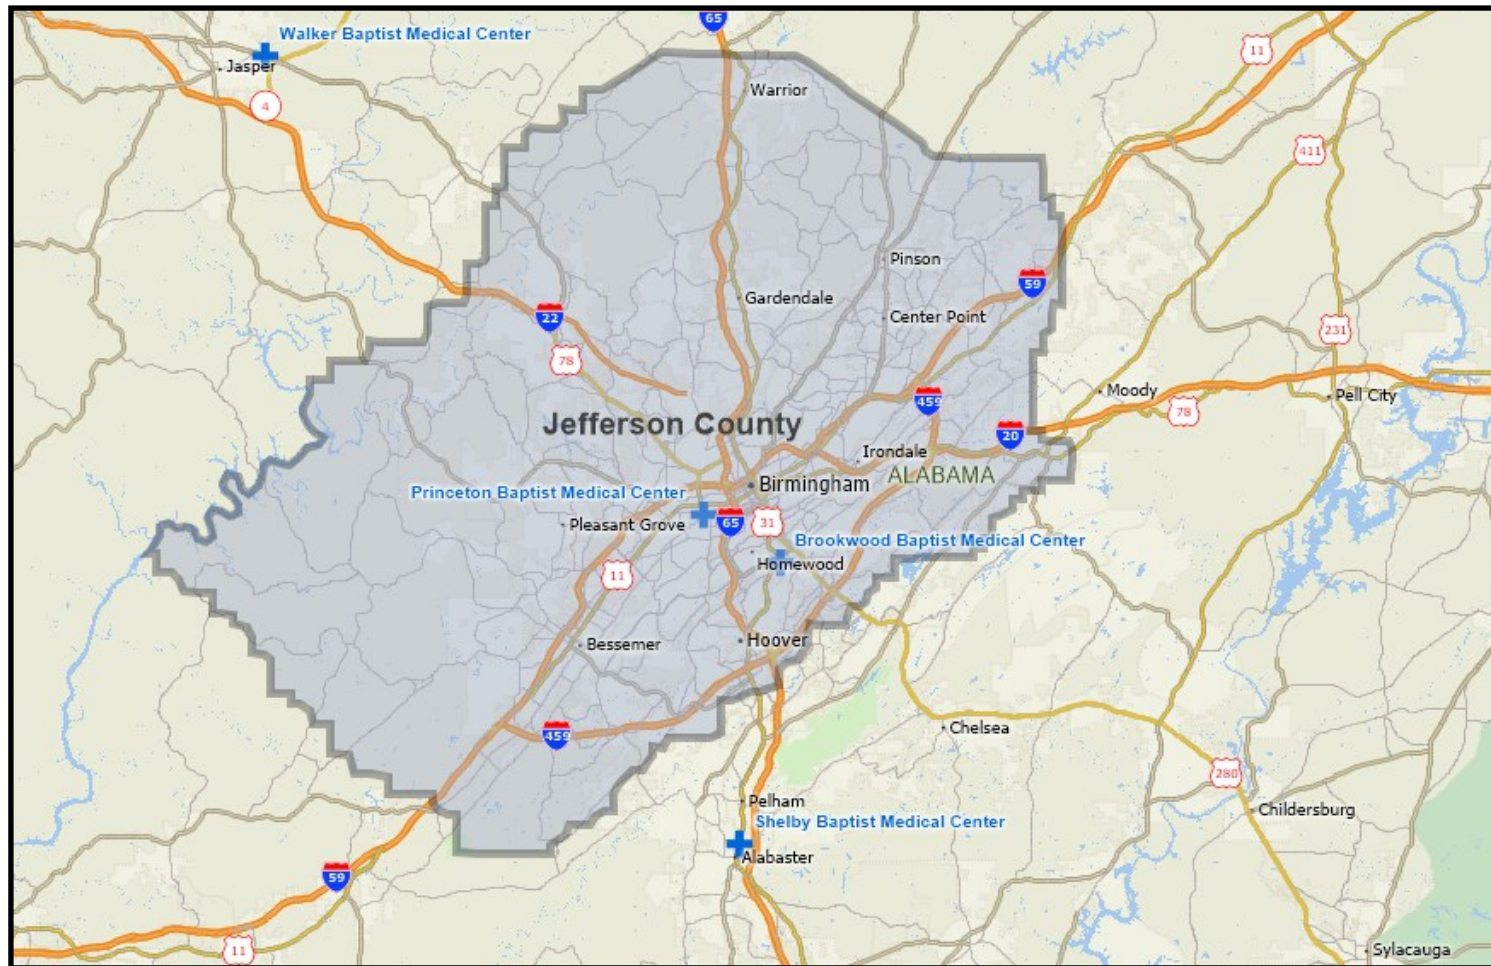 65
Walker Baptist Medical Center
11
Jasper
Warrior
4
411
Pinson
59
Gardendale
22
Center Point
231
78
Moody
459
Pell City
78
Jefferson County
20
Irondale
ALABAMA
Birmingham
Princeton Baptist Medical Center
Pleasant Grove
65
31
Brookwood Baptist Medical Center
Homewood
11
Bessemer
Hoover
Chelsea
459
280
Pelham
Childersburg
Shelby Baptist Medical Center
Alabaster
59
11
Sylacauga